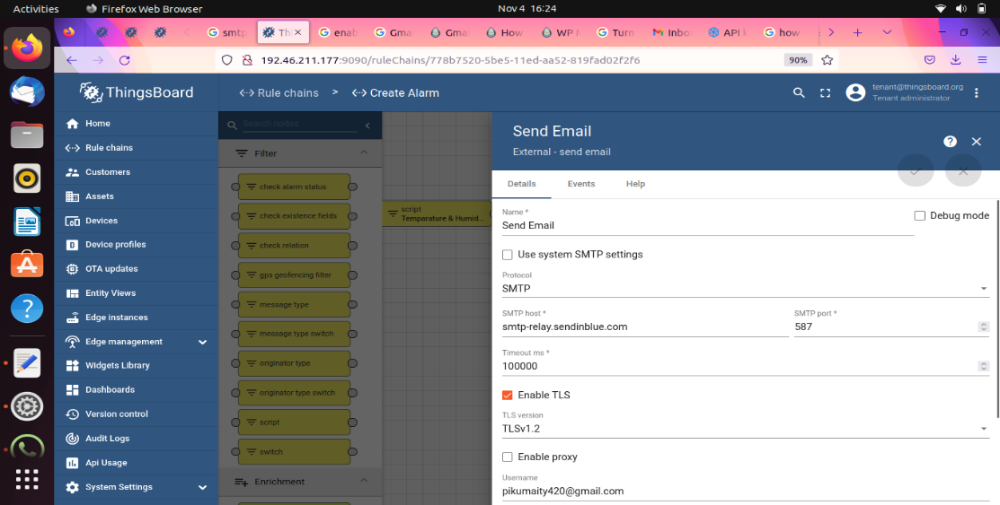 Activities
Firefox Web Browser
Nov 4 16:24
smtp
Thi
enab
Gma
Gmai
How
WP M
Turn
Inbo
API k
how
192.46.211.177:9090/ruleChains/778b7520-5be5-11ed-aa52-819fad02f2f6
90%
ThingsBoard
Rule chains > Create Alarm
tenant@thingsboard.org
Tenant administrator
Home
Rule chains
Customers
Assets
Devices
Device profiles
OTA updates
Entity Views
Edge instances
Edge management
Widgets Library
Dashboards
Version control
Audit Logs
Api Usage
System Settings
Search nodes
Filter
check alarm status
check existence fields
check relation
gps geofencing filter
message type
message type switch
originator type
originator type switch
script
switch
Enrichment
script
Temparature & Humid...
Send Email
External - send email
Details
Events
Help
Name *
Send Email
Debug mode
Use system SMTP settings
Protocol
SMTP
SMTP host *
smtp-relay.sendinblue.com
SMTP port *
587
Timeout ms *
100000
Enable TLS
TLS version
TLSv1.2
Enable proxy
Username
pikumaity420@gmail.com